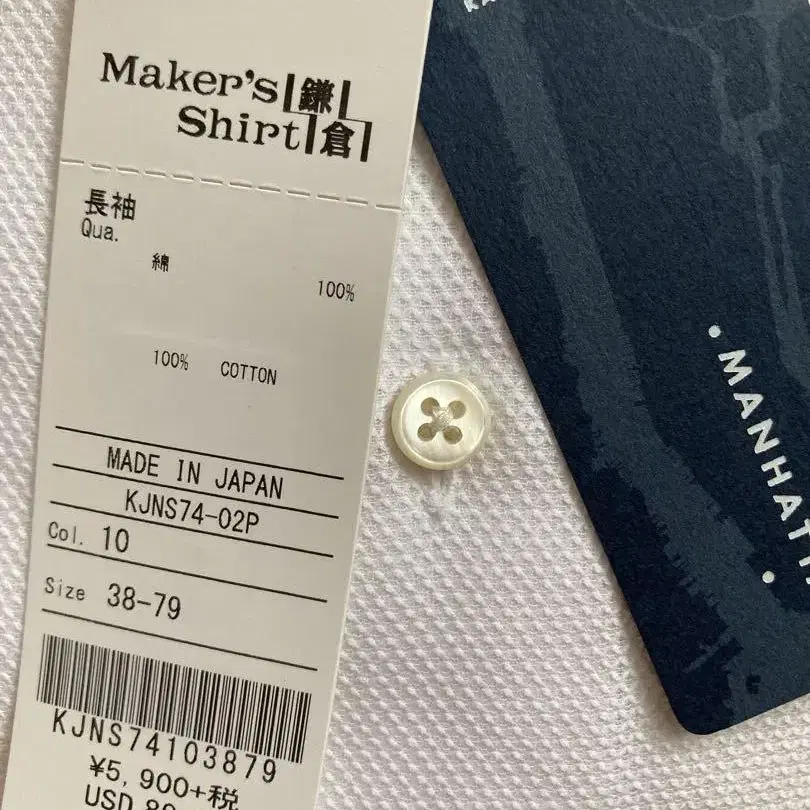 Maker's 鎌
Shirt 倉
長袖
Qua.
綿
100%
100% COTTON
MADE IN JAPAN
KJNS74-02P
Col. 10
Size 38-79
KJNS74103879
¥5,900+税
USD
MANHATT